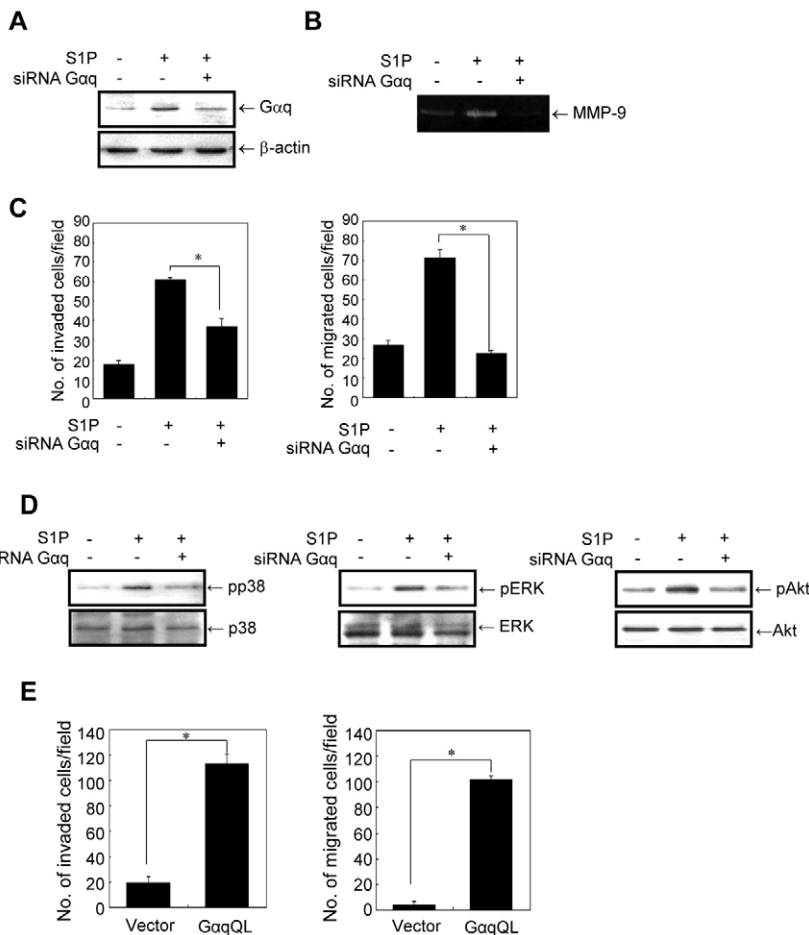 A
S1P - + +
siRNA Gαq - - +
← Gαq
← β-actin
B
S1P - + +
siRNA Gαq - - +
← MMP-9
C
No. of invaded cells/field
90
80
70
60
50
40
30
20
10
0
*
S1P - + +
siRNA Gαq - - +
No. of migrated cells/field
90
80
70
60
50
40
30
20
10
0
*
S1P - + +
siRNA Gαq - - +
D
S1P - + +
RNA Gαq - - +
← pp38
← p38
S1P - + +
siRNA Gαq - - +
← pERK
← ERK
S1P - + +
siRNA Gαq - - +
← pAkt
← Akt
E
No. of invaded cells/field
140
120
100
80
60
40
20
0
*
Vector GαqQL
No. of migrated cells/field
140
120
100
80
60
40
20
0
*
Vector GαqQL